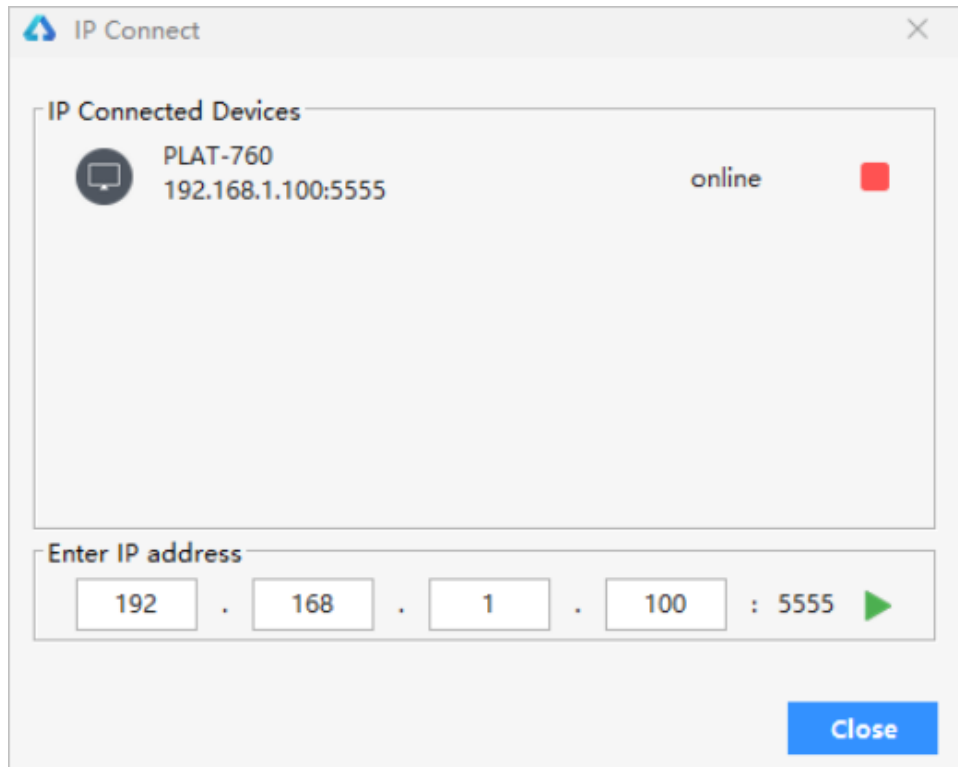 IP Connect
IP Connected Devices
PLAT-760
192.168.1.100:5555
online
Enter IP address
192 . 168 . 1 . 100 : 5555
Close